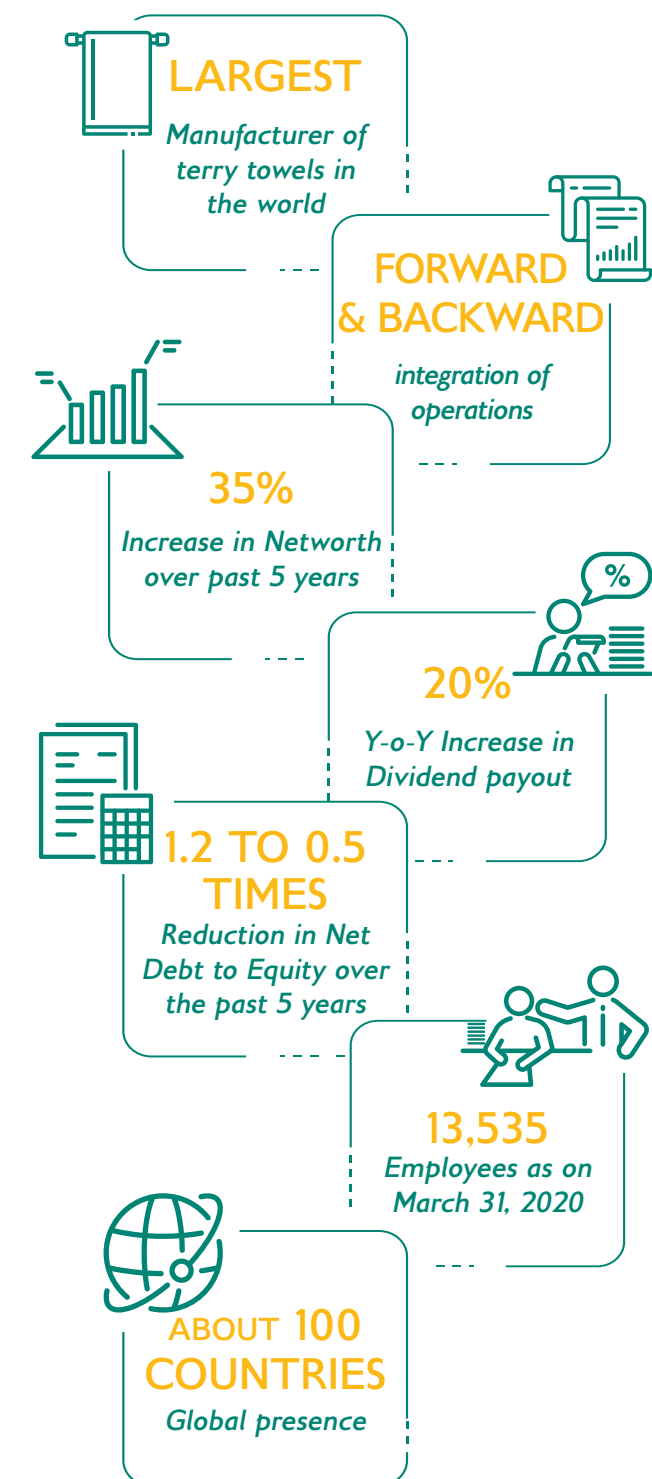 LARGEST
Manufacturer of
terry towels in
the world
FORWARD
& BACKWARD
integration of
operations
35%
Increase in Networth
over past 5 years
%
20%
Y-o-Y Increase in
Dividend payout
1.2 TO 0.5
TIMES
Reduction in Net
Debt to Equity over
the past 5 years
13,535
Employees as on
March 31, 2020
ABOUT 100
COUNTRIES
Global presence